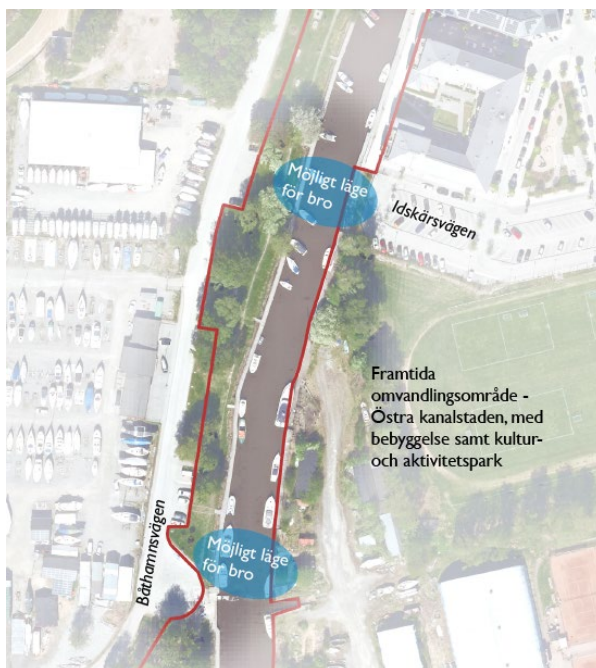 Möjligt läge
för bro
Idskärsvägen
Framtida
omvandlingsområde -
Östra kanalstaden, med
bebyggelse samt kultur-
och aktivitetspark
Båthamnsvägen
Möjligt läge
för bro